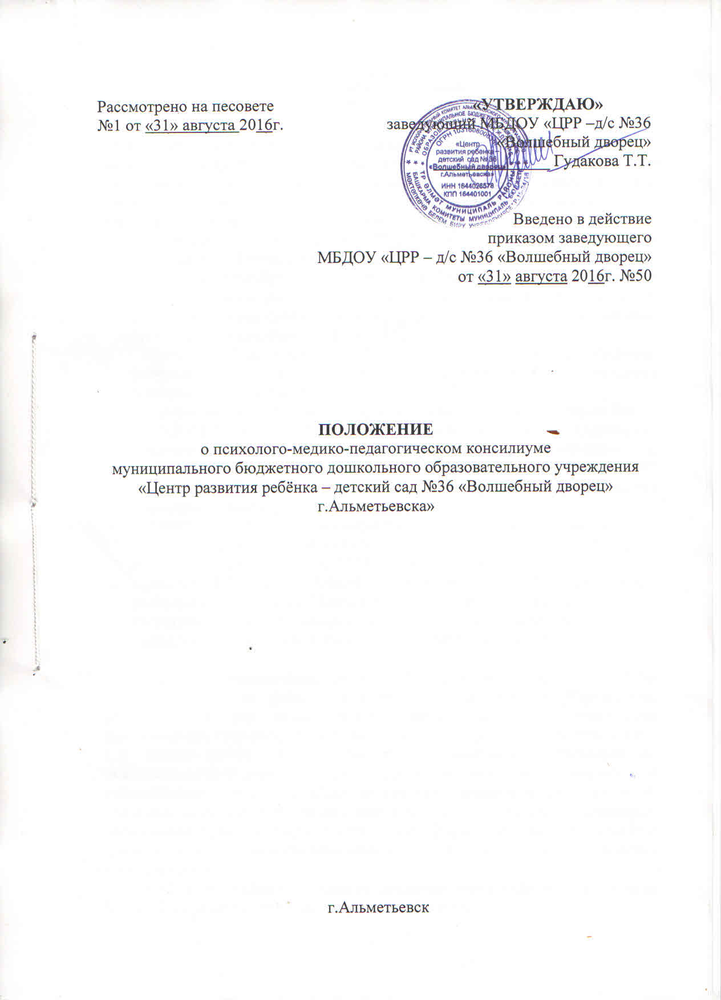 Рассмотрено на песовете
№1 от «31» августа 2016г.
«УТВЕРЖДАЮ»
заведующий МБДОУ «ЦРР –д/с №36
«Волшебный дворец»
Гудакова Т.Т.
«Центр
развития ребенка –
детский сад № 36
«Волшебный дворец»
г.Альметьевска»
ИНН 1644026578
КПП 164401001
Введено в действие
приказом заведующего
МБДОУ «ЦРР – д/с №36 «Волшебный дворец»
от «31» августа 2016г. №50
ПОЛОЖЕНИЕ
о психолого-медико-педагогическом консилиуме
муниципального бюджетного дошкольного образовательного учреждения
«Центр развития ребёнка – детский сад №36 «Волшебный дворец»
г.Альметьевска»
г.Альметьевск